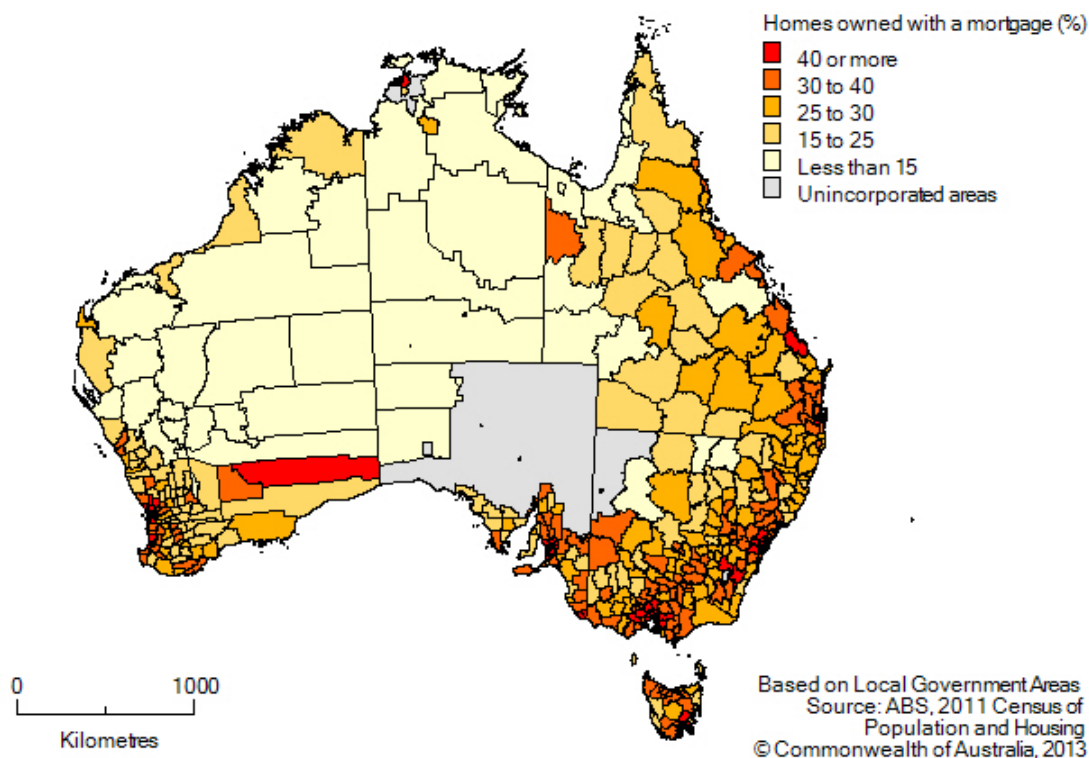 Homes owned with a mortgage (%)
40 or more
30 to 40
25 to 30
15 to 25
Less than 15
Unincorporated areas
0 1000
Kilometres
Based on Local Government Areas
Source: ABS, 2011 Census of
Population and Housing
© Commonwealth of Australia, 2013